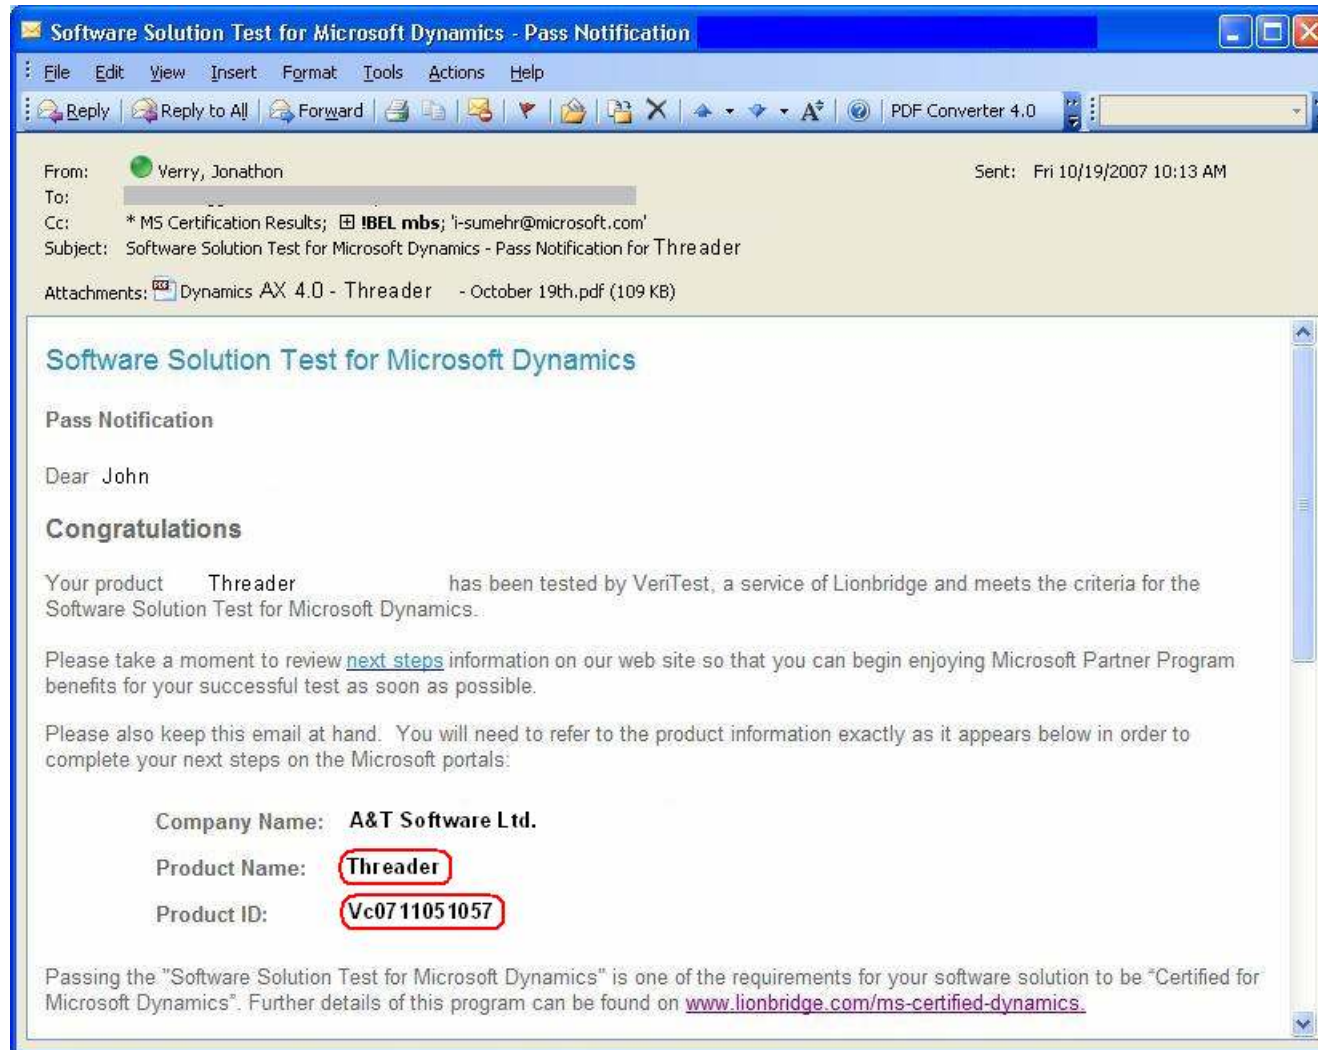 Software Solution Test for Microsoft Dynamics - Pass Notification
File Edit View Insert Format Tools Actions Help
Reply Reply to All Forward PDF Converter 4.0
From: Verry, Jonathon Sent: Fri 10/19/2007 10:13 AM
To:
Cc: * MS Certification Results; !BEL mbs; 'i-sumehr@microsoft.com'
Subject: Software Solution Test for Microsoft Dynamics - Pass Notification for Threader
Attachments: Dynamics AX 4.0 - Threader - October 19th.pdf (109 KB)
Software Solution Test for Microsoft Dynamics
Pass Notification
Dear John
Congratulations
Your product Threader has been tested by VeriTest, a service of Lionbridge and meets the criteria for the
Software Solution Test for Microsoft Dynamics.
Please take a moment to review next steps information on our web site so that you can begin enjoying Microsoft Partner Program
benefits for your successful test as soon as possible.
Please also keep this email at hand. You will need to refer to the product information exactly as it appears below in order to
complete your next steps on the Microsoft portals:
Company Name: A&T Software Ltd.
Product Name: Threader
Product ID: Vc0711051057
Passing the "Software Solution Test for Microsoft Dynamics" is one of the requirements for your software solution to be “Certified for
Microsoft Dynamics”. Further details of this program can be found on www.lionbridge.com/ms-certified-dynamics.